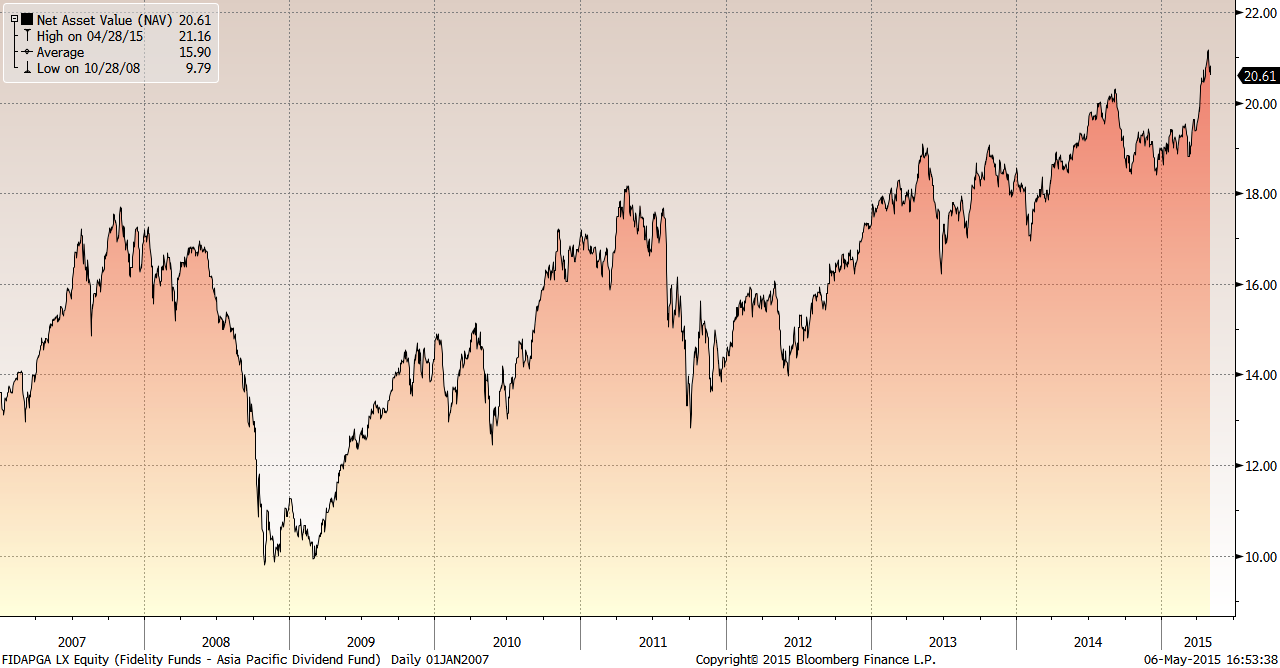 Net Asset Value (NAV) 20.61
High on 04/28/15 21.16
Average 15.90
Low on 10/28/08 9.79
22.00
20.61
20.00
18.00
16.00
14.00
12.00
10.00
2007 2008 2009 2010 2011 2012 2013 2014 2015
FIDAPGA LX Equity (Fidelity Funds - Asia Pacific Dividend Fund) Daily 01JAN2007 Copyright© 2015 Bloomberg Finance L.P. 06-May-2015 16:53:38